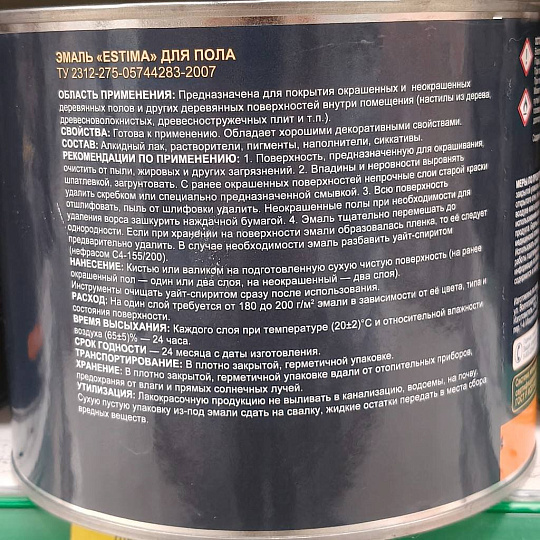 ЭМАЛЬ «ESTIMA» ДЛЯ ПОЛА
ТУ 2312-275-05744283-2007
ОБЛАСТЬ ПРИМЕНЕНИЯ: Предназначена для покрытия окрашенных и неокрашенных
деревянных полов и других деревянных поверхностей внутри помещения (настилы из дерева,
древесноволокнистых, древесностружечных плит и т.п.).
СВОЙСТВА: Готова к применению. Обладает хорошими декоративными свойствами.
СОСТАВ: Алкидный лак, растворители, пигменты, наполнители, сиккативы.
РЕКОМЕНДАЦИИ ПО ПРИМЕНЕНИЮ: 1. Поверхность, предназначенную для окрашивания,
очистить от пыли, жировых и других загрязнений. 2. Впадины и неровности выровнять
шпатлевкой, загрунтовать. С ранее окрашенных поверхностей непрочные слои старой краски
удалить скребком или специально предназначенной смывкой. 3. Всю поверхность
отшлифовать, пыль от шлифовки удалить. Неокрашенные полы при необходимости для
удаления ворса зашкурить наждачной бумагой. 4. Эмаль тщательно перемешать до
однородности. Если при хранении на поверхности эмали образовалась пленка, то её следует
предварительно удалить. В случае необходимости эмаль разбавить уайт-спиритом
(нефрасом С4-155/200).
НАНЕСЕНИЕ: Кистью или валиком на подготовленную сухую чистую поверхность (на ранее
окрашенный пол — один или два слоя, на неокрашенный — два слоя).
Инструменты очищать уайт-спиритом сразу после использования.
РАСХОД: На один слой требуется от 180 до 200 г/м² эмали в зависимости от её цвета, типа и
состояния поверхности.
ВРЕМЯ ВЫСЫХАНИЯ: Каждого слоя при температуре (20±2)°С и относительной влажности
воздуха (65±5)% — 24 часа.
СРОК ГОДНОСТИ — 24 месяца с даты изготовления.
ТРАНСПОРТИРОВАНИЕ: В плотно закрытой, герметичной упаковке.
ХРАНЕНИЕ: В плотно закрытой, герметичной упаковке вдали от отопительных приборов,
предохраняя от влаги и прямых солнечных лучей.
УТИЛИЗАЦИЯ: Лакокрасочную продукцию не выливать в канализацию, водоемы, на почву.
Сухую пустую упаковку из-под эмали сдать на свалку, жидкие остатки передать в места сбора
вредных веществ.